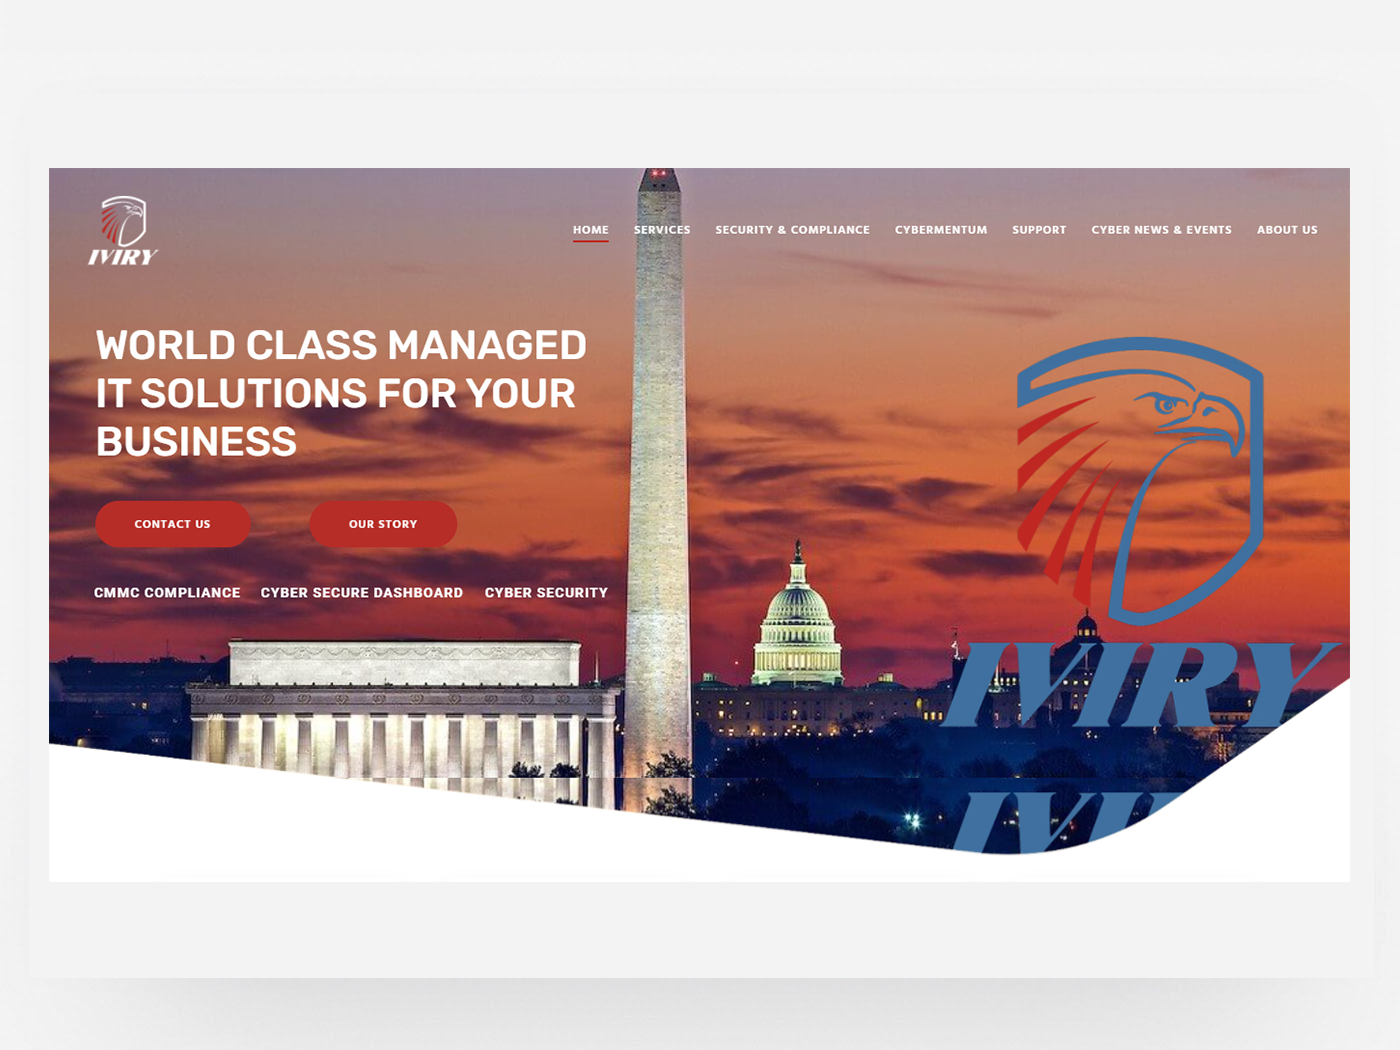 IVIRY
HOME SERVICES SECURITY & COMPLIANCE CYBERMENTUM SUPPORT CYBER NEWS & EVENTS ABOUT US
WORLD CLASS MANAGED
IT SOLUTIONS FOR YOUR
BUSINESS
CONTACT US OUR STORY
CMMC COMPLIANCE CYBER SECURE DASHBOARD CYBER SECURITY
IVIRY